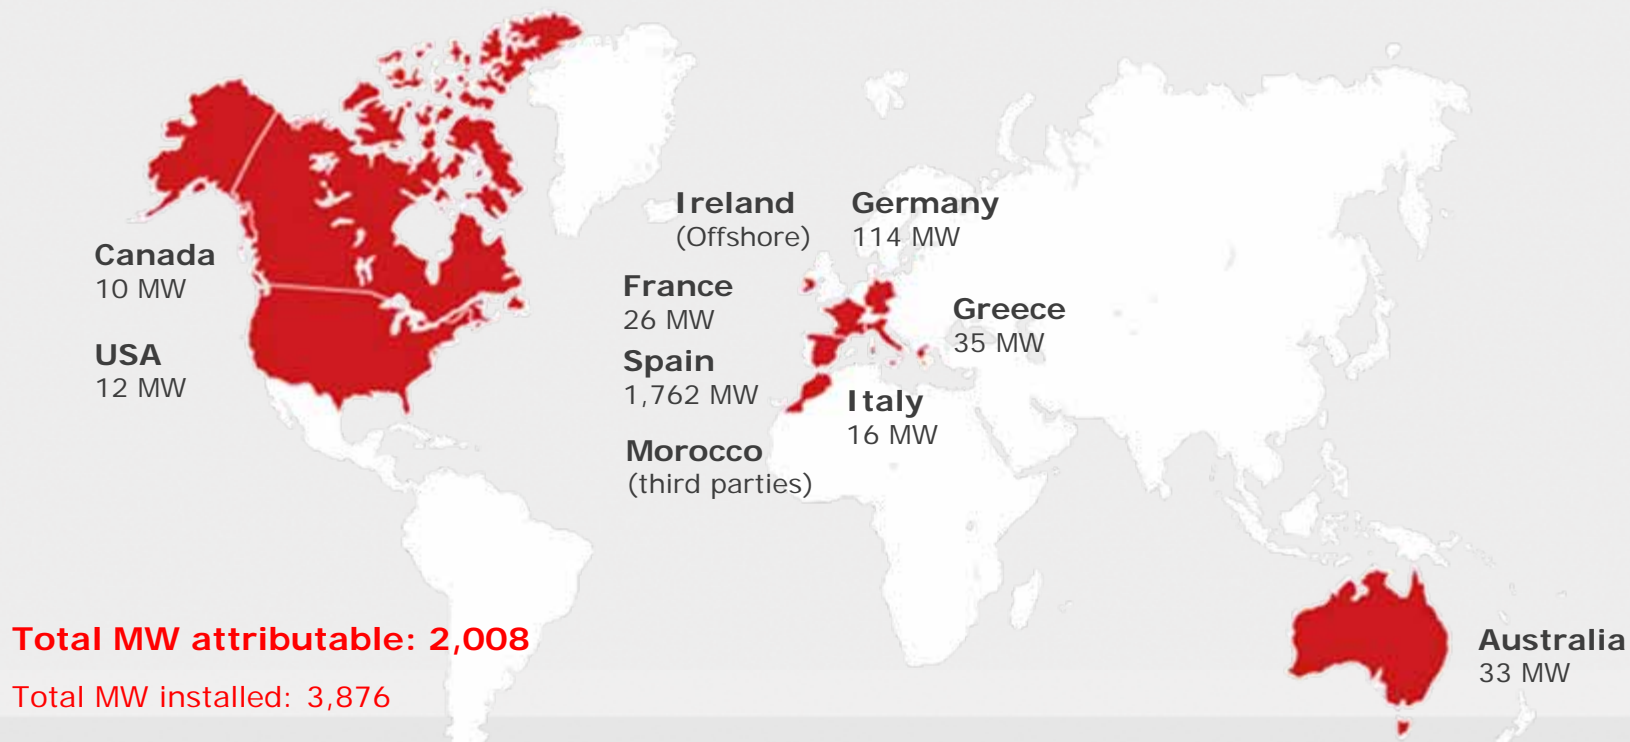 Ireland
(Offshore)
Germany
114 MW
Canada
10 MW
France
26 MW
Greece
35 MW
USA
12 MW
Spain
1,762 MW
Italy
16 MW
Morocco
(third parties)
Total MW attributable: 2,008
Total MW installed: 3,876
Australia
33 MW